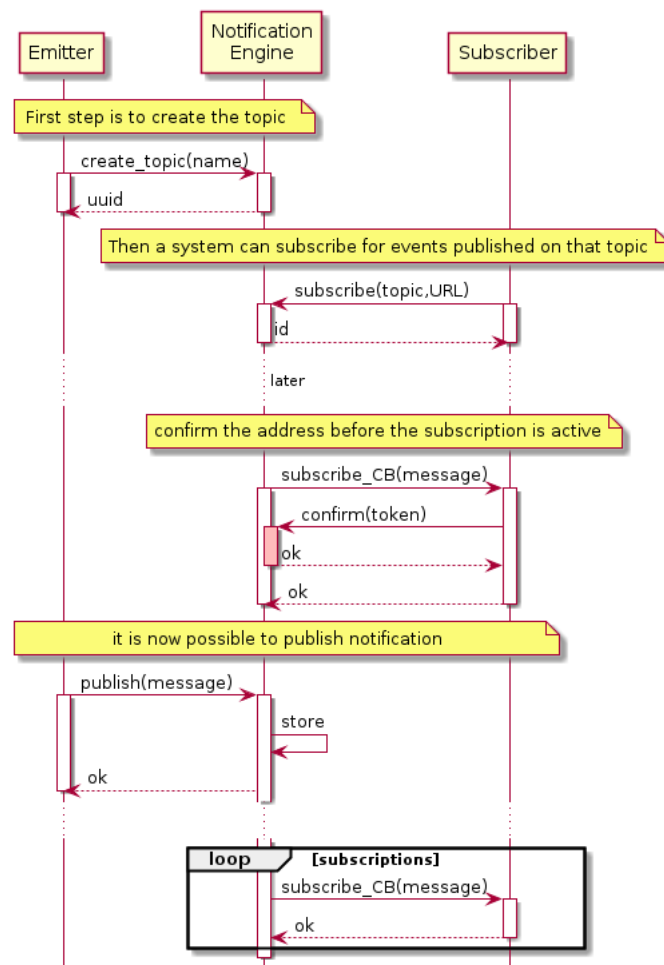 Emitter
Notification
Engine
Subscriber
First step is to create the topic
create_topic(name)
uuid
Then a system can subscribe for events published on that topic
subscribe(topic,URL)
id
later
confirm the address before the subscription is active
subscribe_CB(message)
confirm(token)
ok
ok
it is now possible to publish notification
publish(message)
store
ok
loop [subscriptions]
subscribe_CB(message)
ok